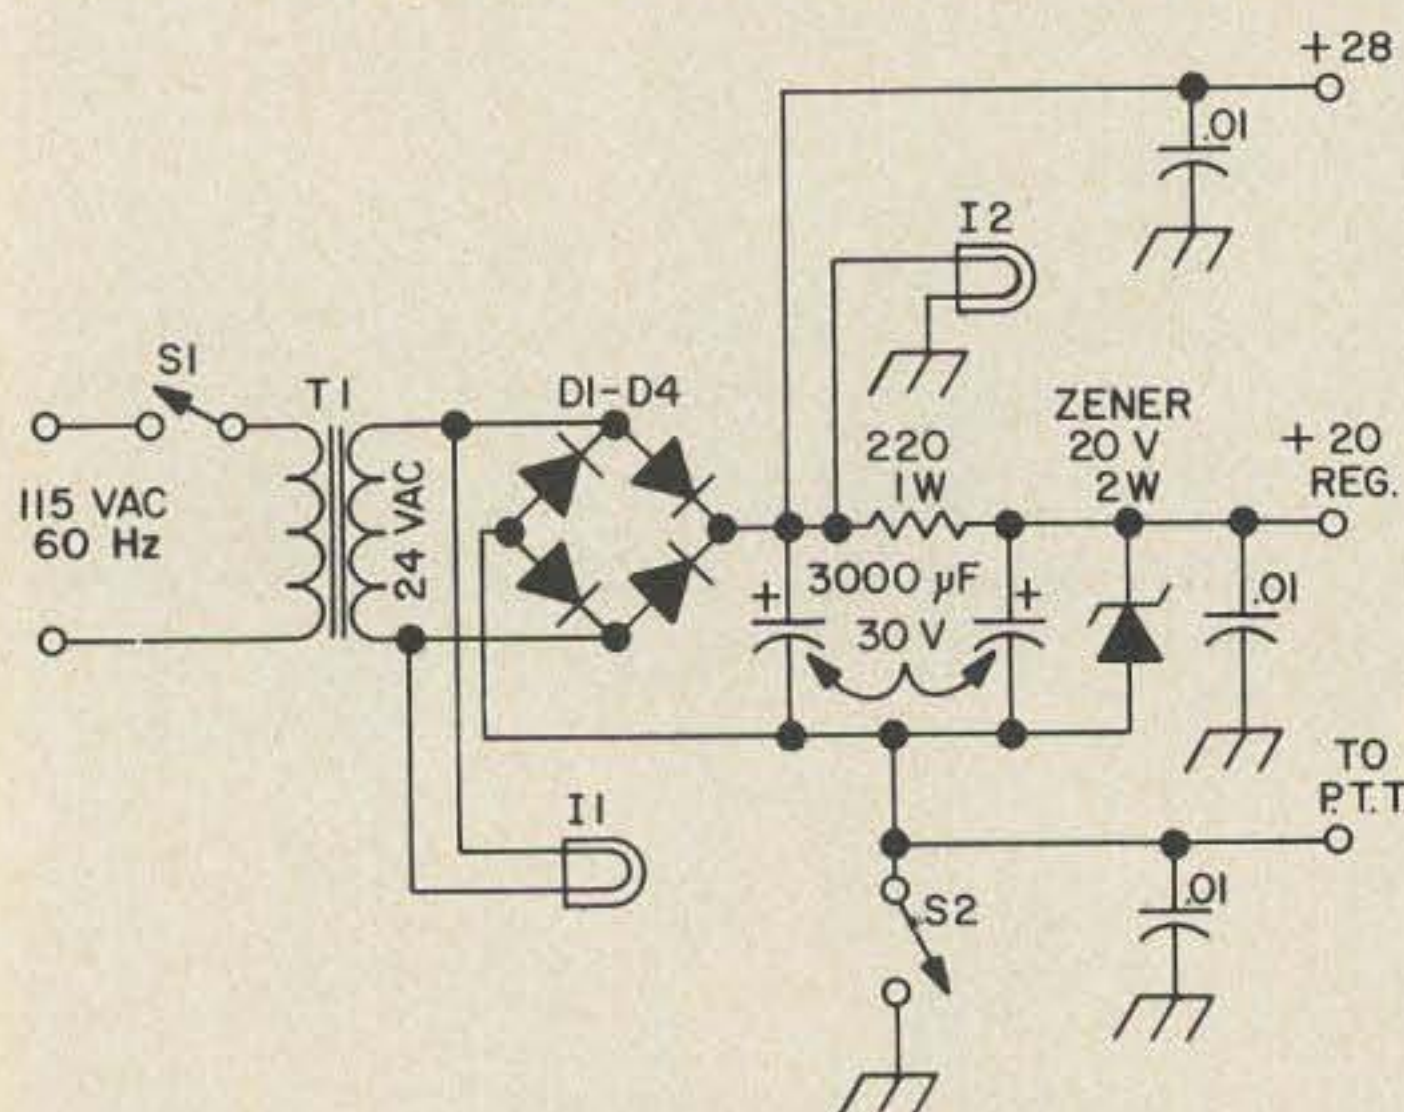 +28
.01
I2
S1
T1
D1-D4
ZENER
20 V
2W
220
1W
+20
REG.
115 VAC
60 Hz
24 VAC
+
3000 μF
30 V
+
.01
TO
P.T.T
I1
.01
S2